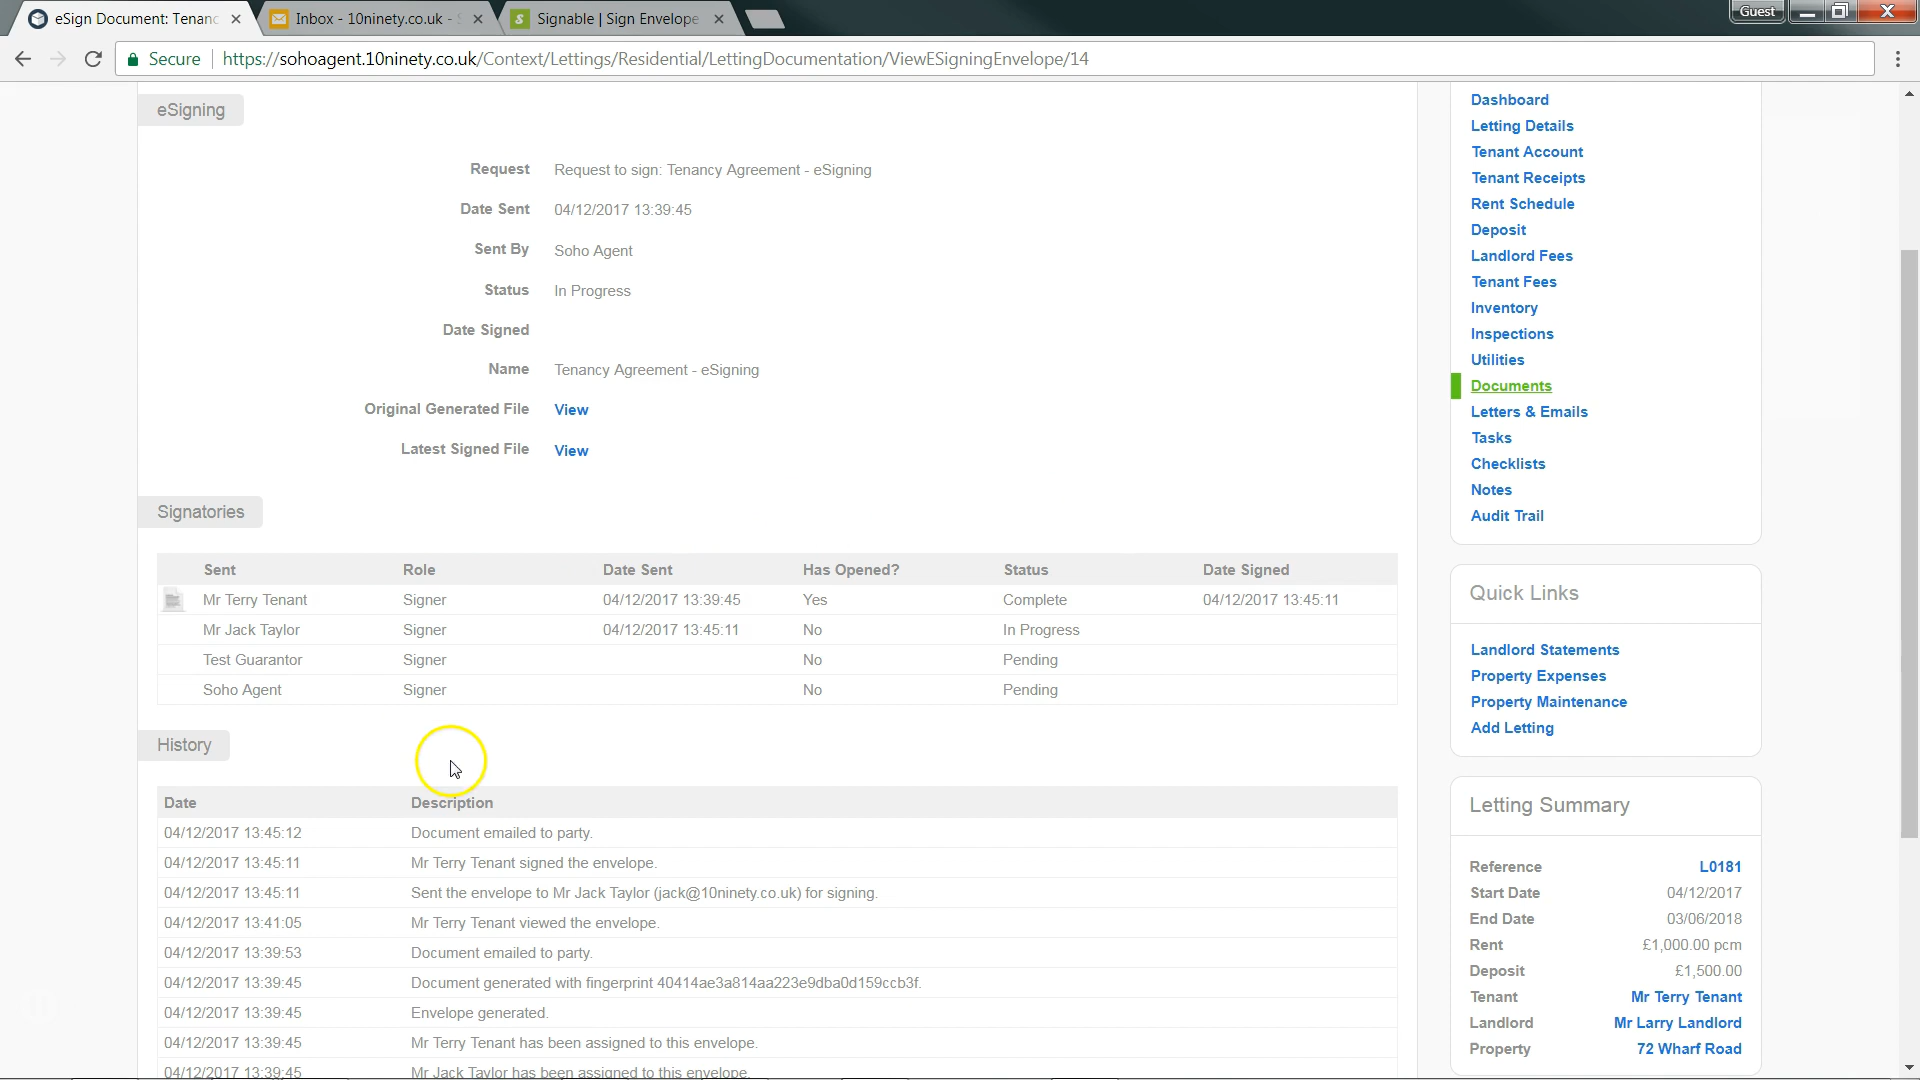 eSign Document: Tenanc
Inbox - 10ninety.co.uk -
Signable | Sign Envelope
Guest
Secure https://sohoagent.10ninety.co.uk/Context/Lettings/Residential/LettingDocumentation/ViewESigningEnvelope/14
eSigning
Request Request to sign: Tenancy Agreement - eSigning
Date Sent 04/12/2017 13:39:45
Sent By Soho Agent
Status In Progress
Date Signed
Name Tenancy Agreement - eSigning
Original Generated File View
Latest Signed File View
Signatories
Sent Role Date Sent Has Opened? Status Date Signed
Mr Terry Tenant Signer 04/12/2017 13:39:45 Yes Complete 04/12/2017 13:45:11
Mr Jack Taylor Signer 04/12/2017 13:45:11 No In Progress
Test Guarantor Signer No Pending
Soho Agent Signer No Pending
History
Date Description
04/12/2017 13:45:12 Document emailed to party.
04/12/2017 13:45:11 Mr Terry Tenant signed the envelope.
04/12/2017 13:45:11 Sent the envelope to Mr Jack Taylor (jack@10ninety.co.uk) for signing.
04/12/2017 13:41:05 Mr Terry Tenant viewed the envelope.
04/12/2017 13:39:53 Document emailed to party.
04/12/2017 13:39:45 Document generated with fingerprint 40414ae3a814aa223e9dba0d159ccb3f.
04/12/2017 13:39:45 Envelope generated.
04/12/2017 13:39:45 Mr Terry Tenant has been assigned to this envelope.
04/12/2017 13:39:45 Mr Jack Taylor has been assigned to this envelope.
Dashboard
Letting Details
Tenant Account
Tenant Receipts
Rent Schedule
Deposit
Landlord Fees
Tenant Fees
Inventory
Inspections
Utilities
Documents
Letters & Emails
Tasks
Checklists
Notes
Audit Trail
Quick Links
Landlord Statements
Property Expenses
Property Maintenance
Add Letting
Letting Summary
Reference L0181
Start Date 04/12/2017
End Date 03/06/2018
Rent £1,000.00 pcm
Deposit £1,500.00
Tenant Mr Terry Tenant
Landlord Mr Larry Landlord
Property 72 Wharf Road